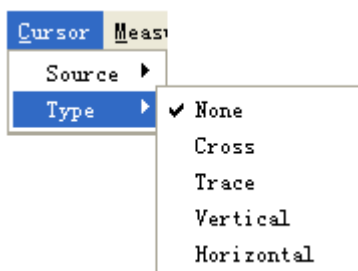 Cursor Meas
Source
Type
None
Cross
Trace
Vertical
Horizontal